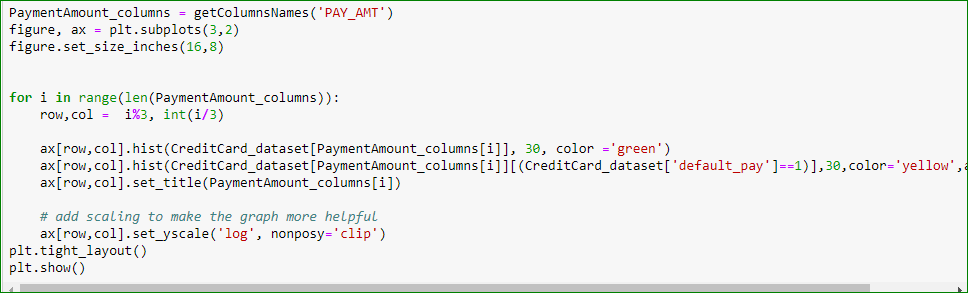 PaymentAmount_columns = getColumnsNames('PAY_AMT')
figure, ax = plt.subplots(3,2)
figure.set_size_inches(16,8)
for i in range(len(PaymentAmount_columns)):
    row,col =  i%3, int(i/3)
    ax[row,col].hist(CreditCard_dataset[PaymentAmount_columns[i]], 30, color ='green')
    ax[row,col].hist(CreditCard_dataset[PaymentAmount_columns[i]][(CreditCard_dataset['default_pay']==1)],30,color='yellow',
    ax[row,col].set_title(PaymentAmount_columns[i])
    # add scaling to make the graph more helpful
    ax[row,col].set_yscale('log', nonposy='clip')
plt.tight_layout()
plt.show()